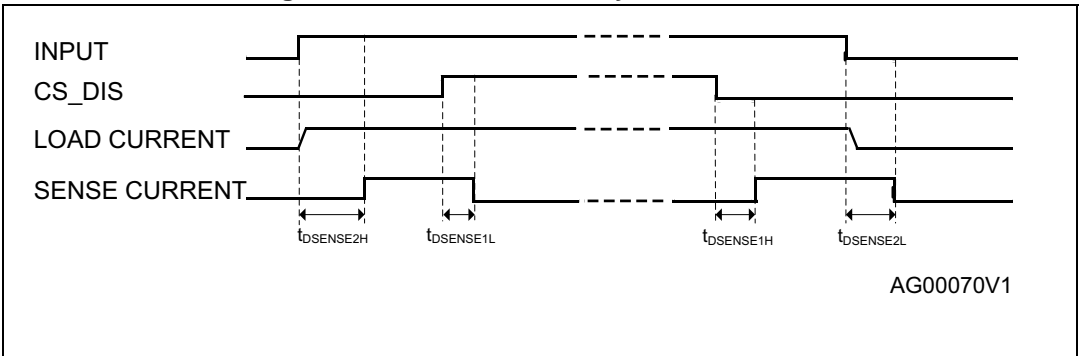 INPUT
CS_DIS
LOAD CURRENT
SENSE CURRENT
tDSENSE2H
tDSENSE1L
tDSENSE1H
tDSENSE2L
AG00070V1